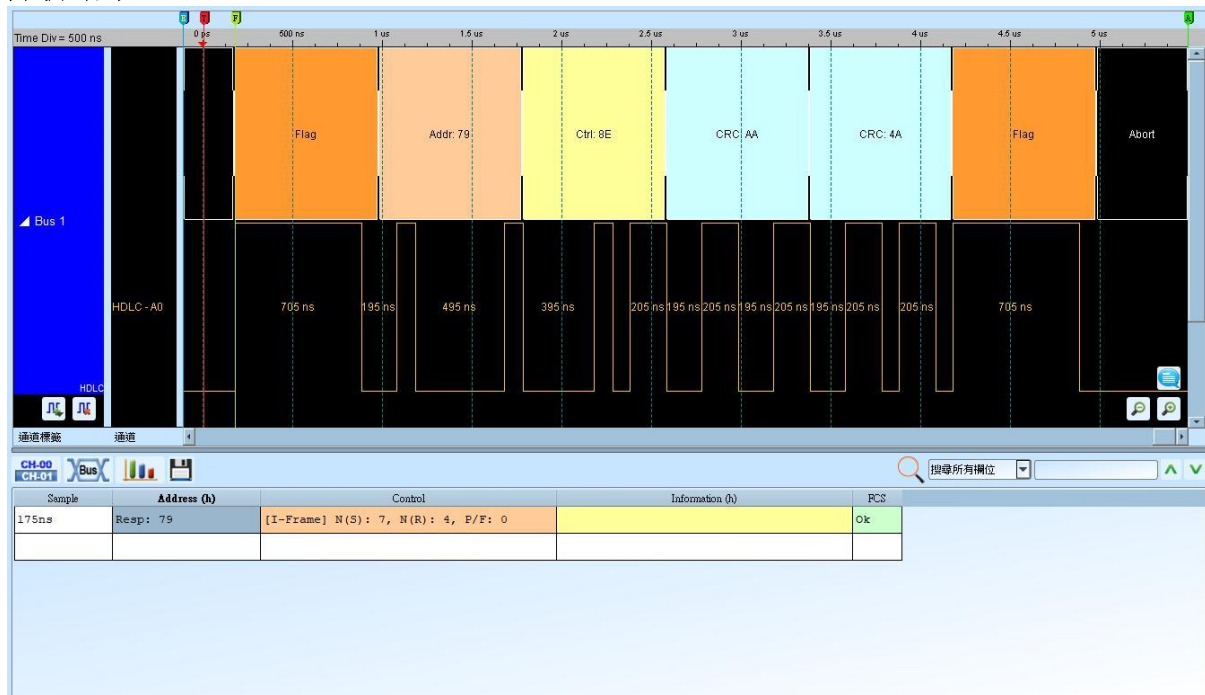 E T F A
Time Div = 500 ns 0 ps 500 ns 1 us 1.5 us 2 us 2.5 us 3 us 3.5 us 4 us 4.5 us 5 us
Flag Addr: 79 Ctrl: 8E CRC: AA CRC: 4A Flag Abort
Bus 1
HDLC - A0 705 ns 195 ns 495 ns 395 ns 205 ns 195 ns 205 ns 195 ns 205 ns 195 ns 205 ns 205 ns 705 ns
HDLC
通道標籤 通道
CH-00
CH-01 Bus 搜尋所有欄位
Sample Address (h) Control Information (h) FCS
175ns Resp: 79 [I-Frame] N(S): 7, N(R): 4, P/F: 0 Ok